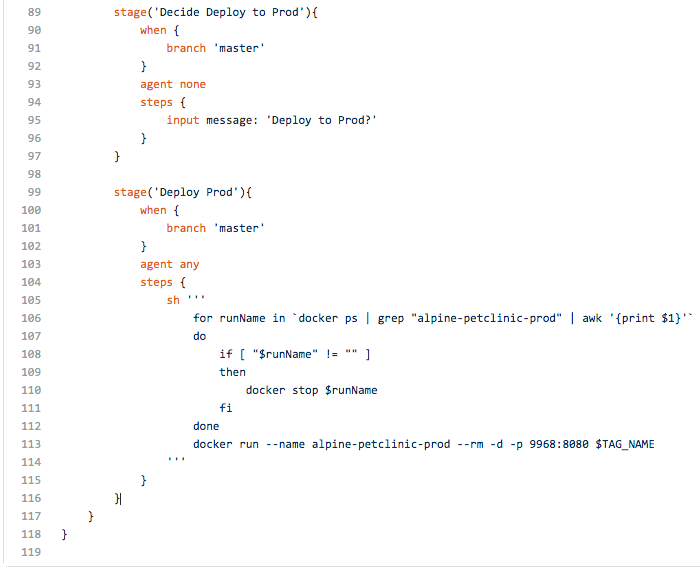 89 stage('Decide Deploy to Prod'){
90 when {
91 branch 'master'
92 }
93 agent none
94 steps {
95 input message: 'Deploy to Prod?'
96 }
97 }
98
99 stage('Deploy Prod'){
100 when {
101 branch 'master'
102 }
103 agent any
104 steps {
105 sh '''
106 for runName in `docker ps | grep "alpine-petclinic-prod" | awk '{print $1}'`
107 do
108 if [ "$runName" != "" ]
109 then
110 docker stop $runName
111 fi
112 done
113 docker run --name alpine-petclinic-prod --rm -d -p 9968:8080 $TAG_NAME
114 '''
115 }
116 }
117 }
118 }
119